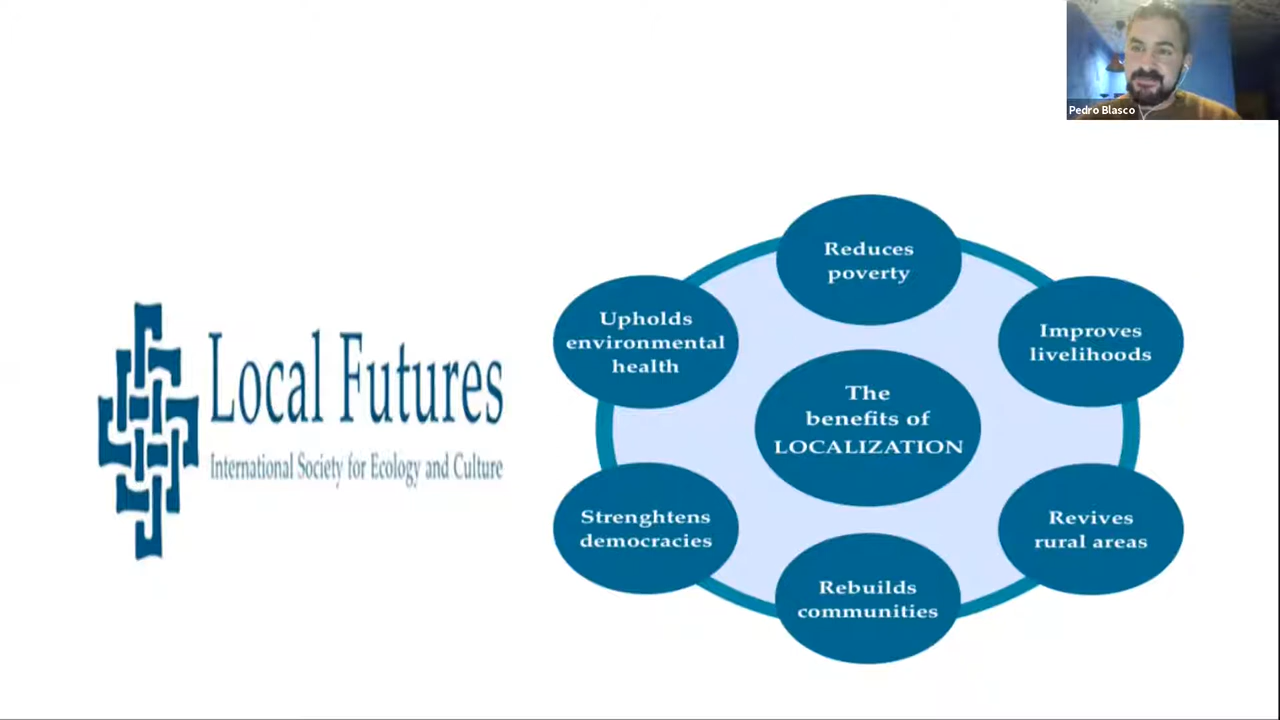 Pedro Blasco
Local Futures
International Society for Ecology and Culture
The
benefits of
LOCALIZATION
Reduces
poverty
Improves
livelihoods
Revives
rural areas
Rebuilds
communities
Strenghtens
democracies
Upholds
environmental
health